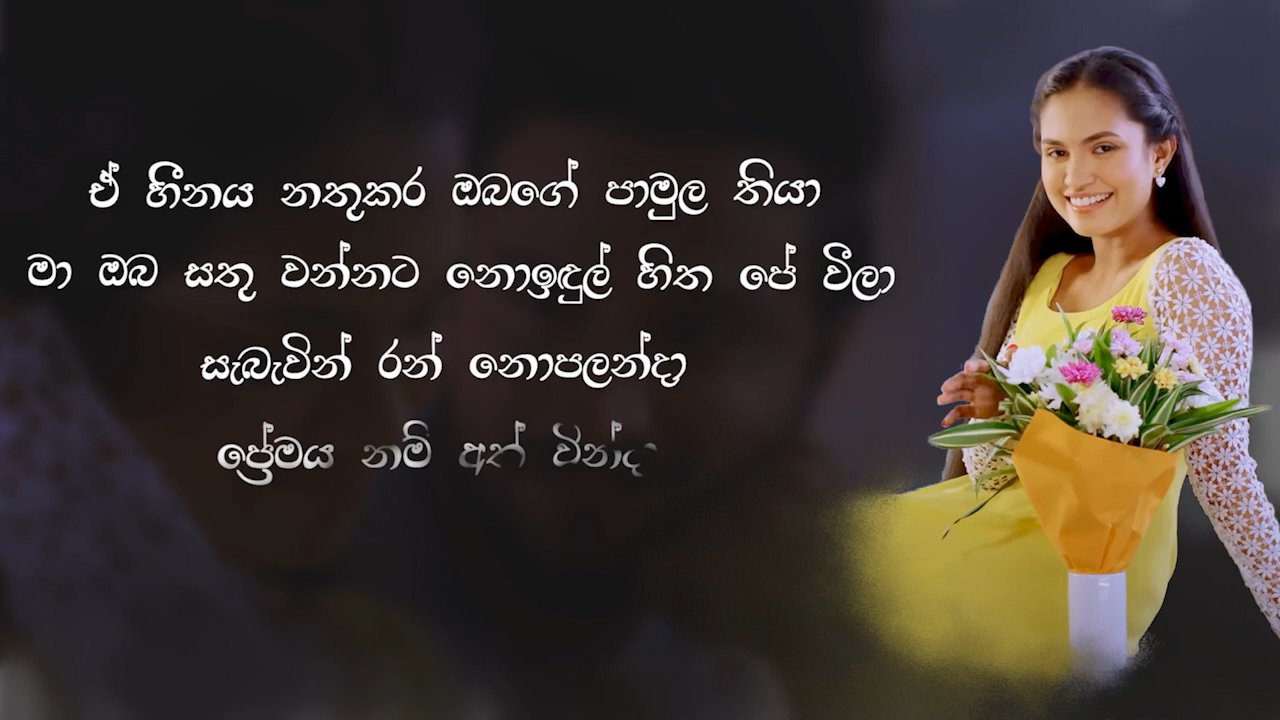 ඒ හීනය නතුකර ඔබගේ පාමුල තියා
මා ඔබ සතු වන්නට නොඉඳුල් හිත පේ වීලා
සැබැවින් රන් නොපලන්දා
ප්‍රේමය නම් අත් වින්දා